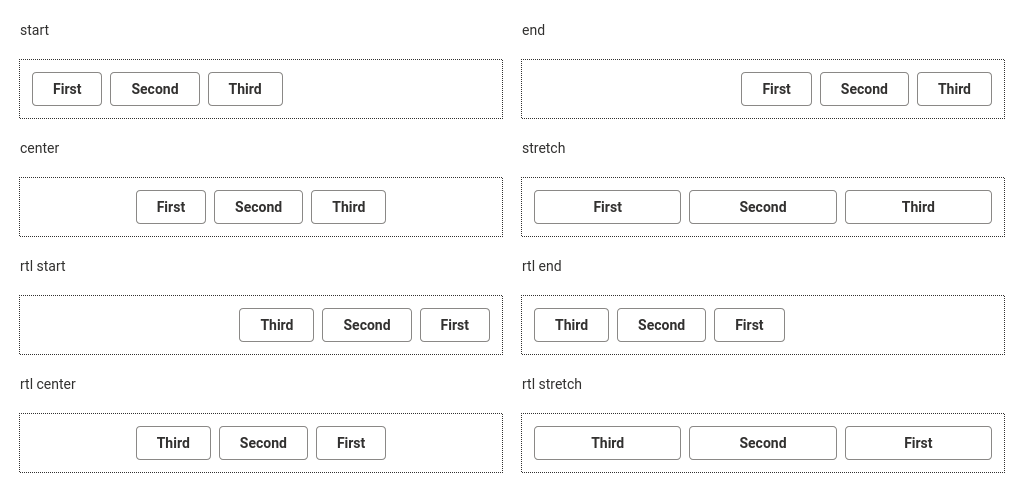 start
First Second Third
end
First Second Third
center
First Second Third
stretch
First Second Third
rtl start
Third Second First
rtl end
Third Second First
rtl center
Third Second First
rtl stretch
Third Second First